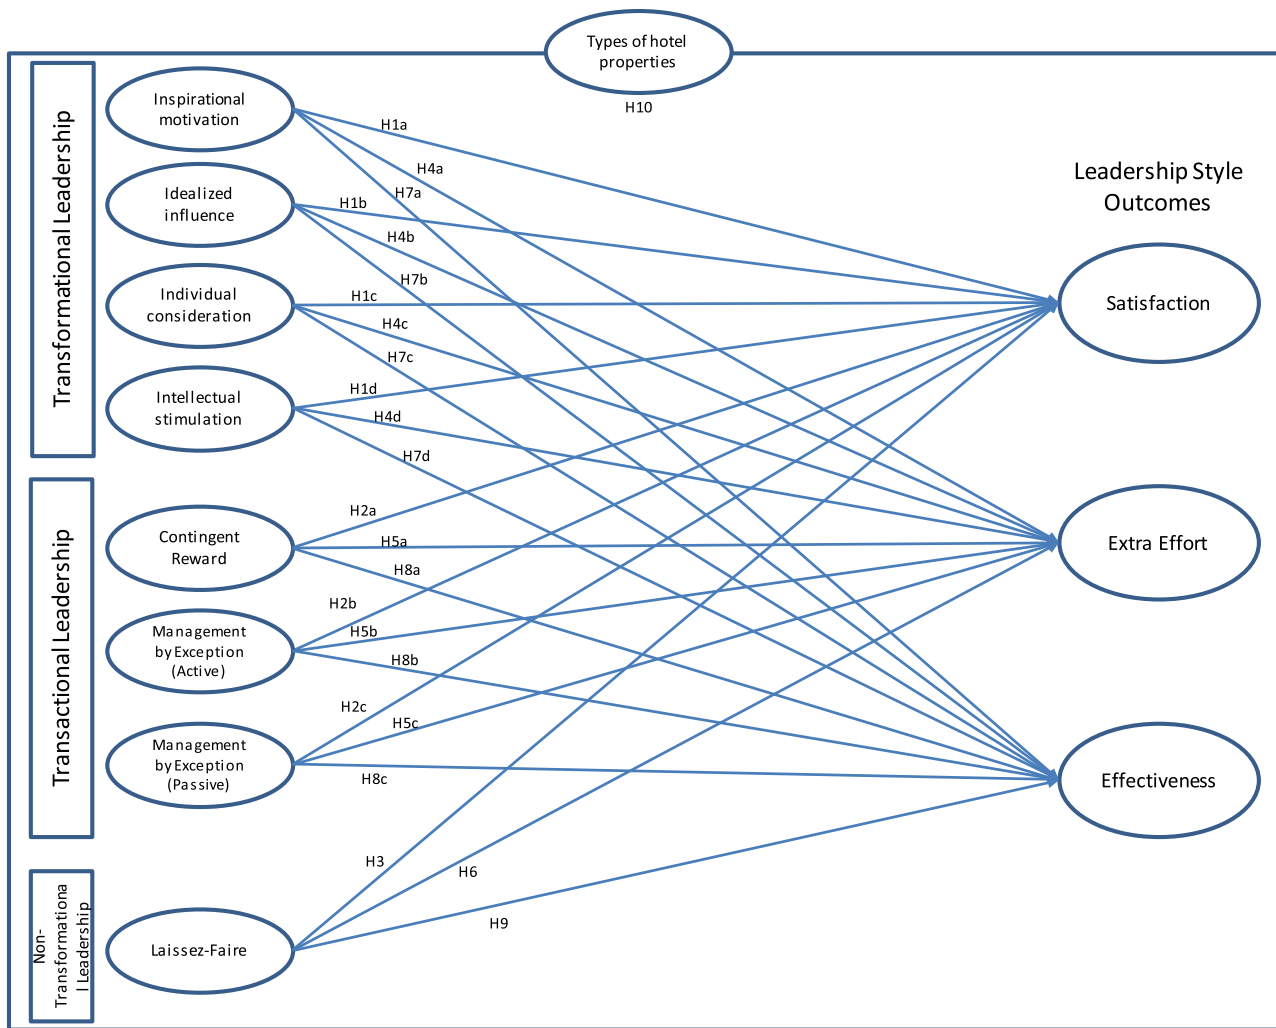 Types of hotel
properties
H10
Transformational Leadership
Inspirational
motivation
Idealized
influence
Individual
consideration
Intellectual
stimulation
H1a
H4a
H7a
H1b
H4b
H7b
H1c
H4c
H7c
H1d
H4d
H7d
Leadership Style
Outcomes
Satisfaction
Transactional Leadership
Contingent
Reward
Management
by Exception
(Active)
Management
by Exception
(Passive)
H2a
H5a
H8a
H2b
H5b
H8b
H2c
H5c
H8c
Extra Effort
Effectiveness
Non-
Transformationa
l Leadership
Laissez-Faire
H3
H6
H9